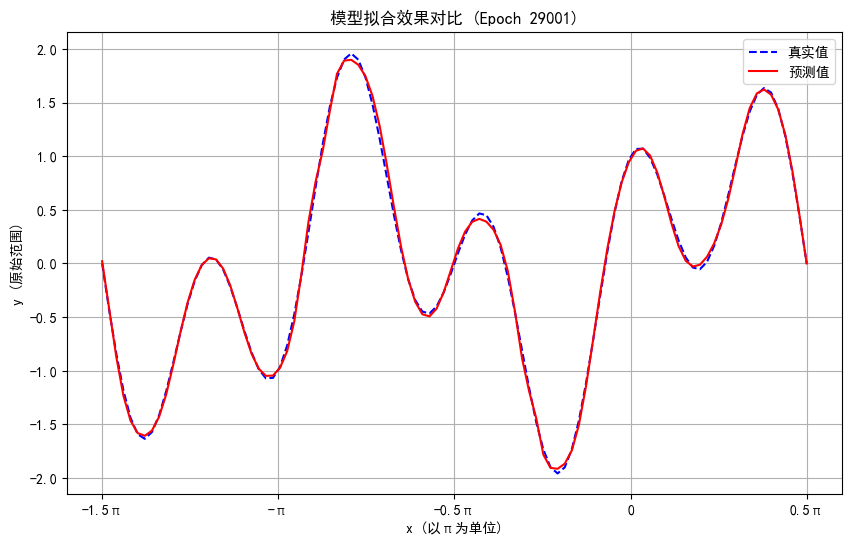 模型拟合效果对比 (Epoch 29001)
真实值
预测值
y (原始范围)
2.0
1.5
1.0
0.5
0.0
-0.5
-1.0
-1.5
-2.0
-1.5π
-π
-0.5π
0
0.5π
x (以π为单位)